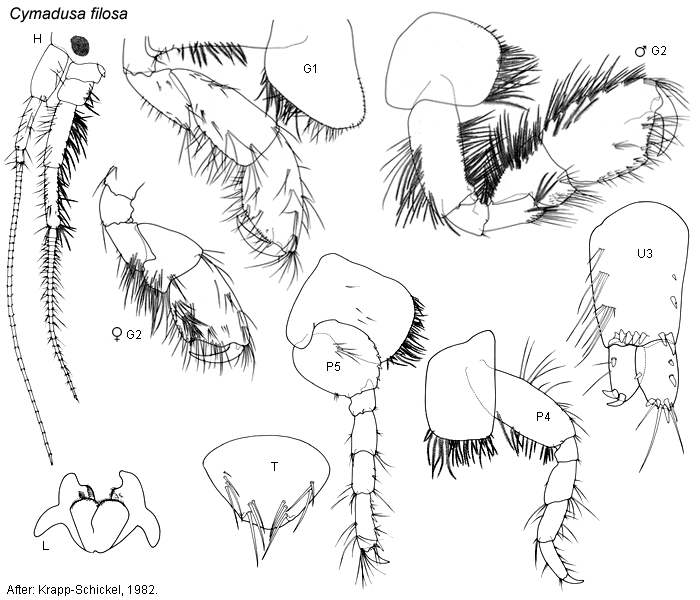 Cymadusa filosa
H
G1
♂ G2
U3
♀ G2
P5
P4
T
L
After: Krapp-Schickel, 1982.